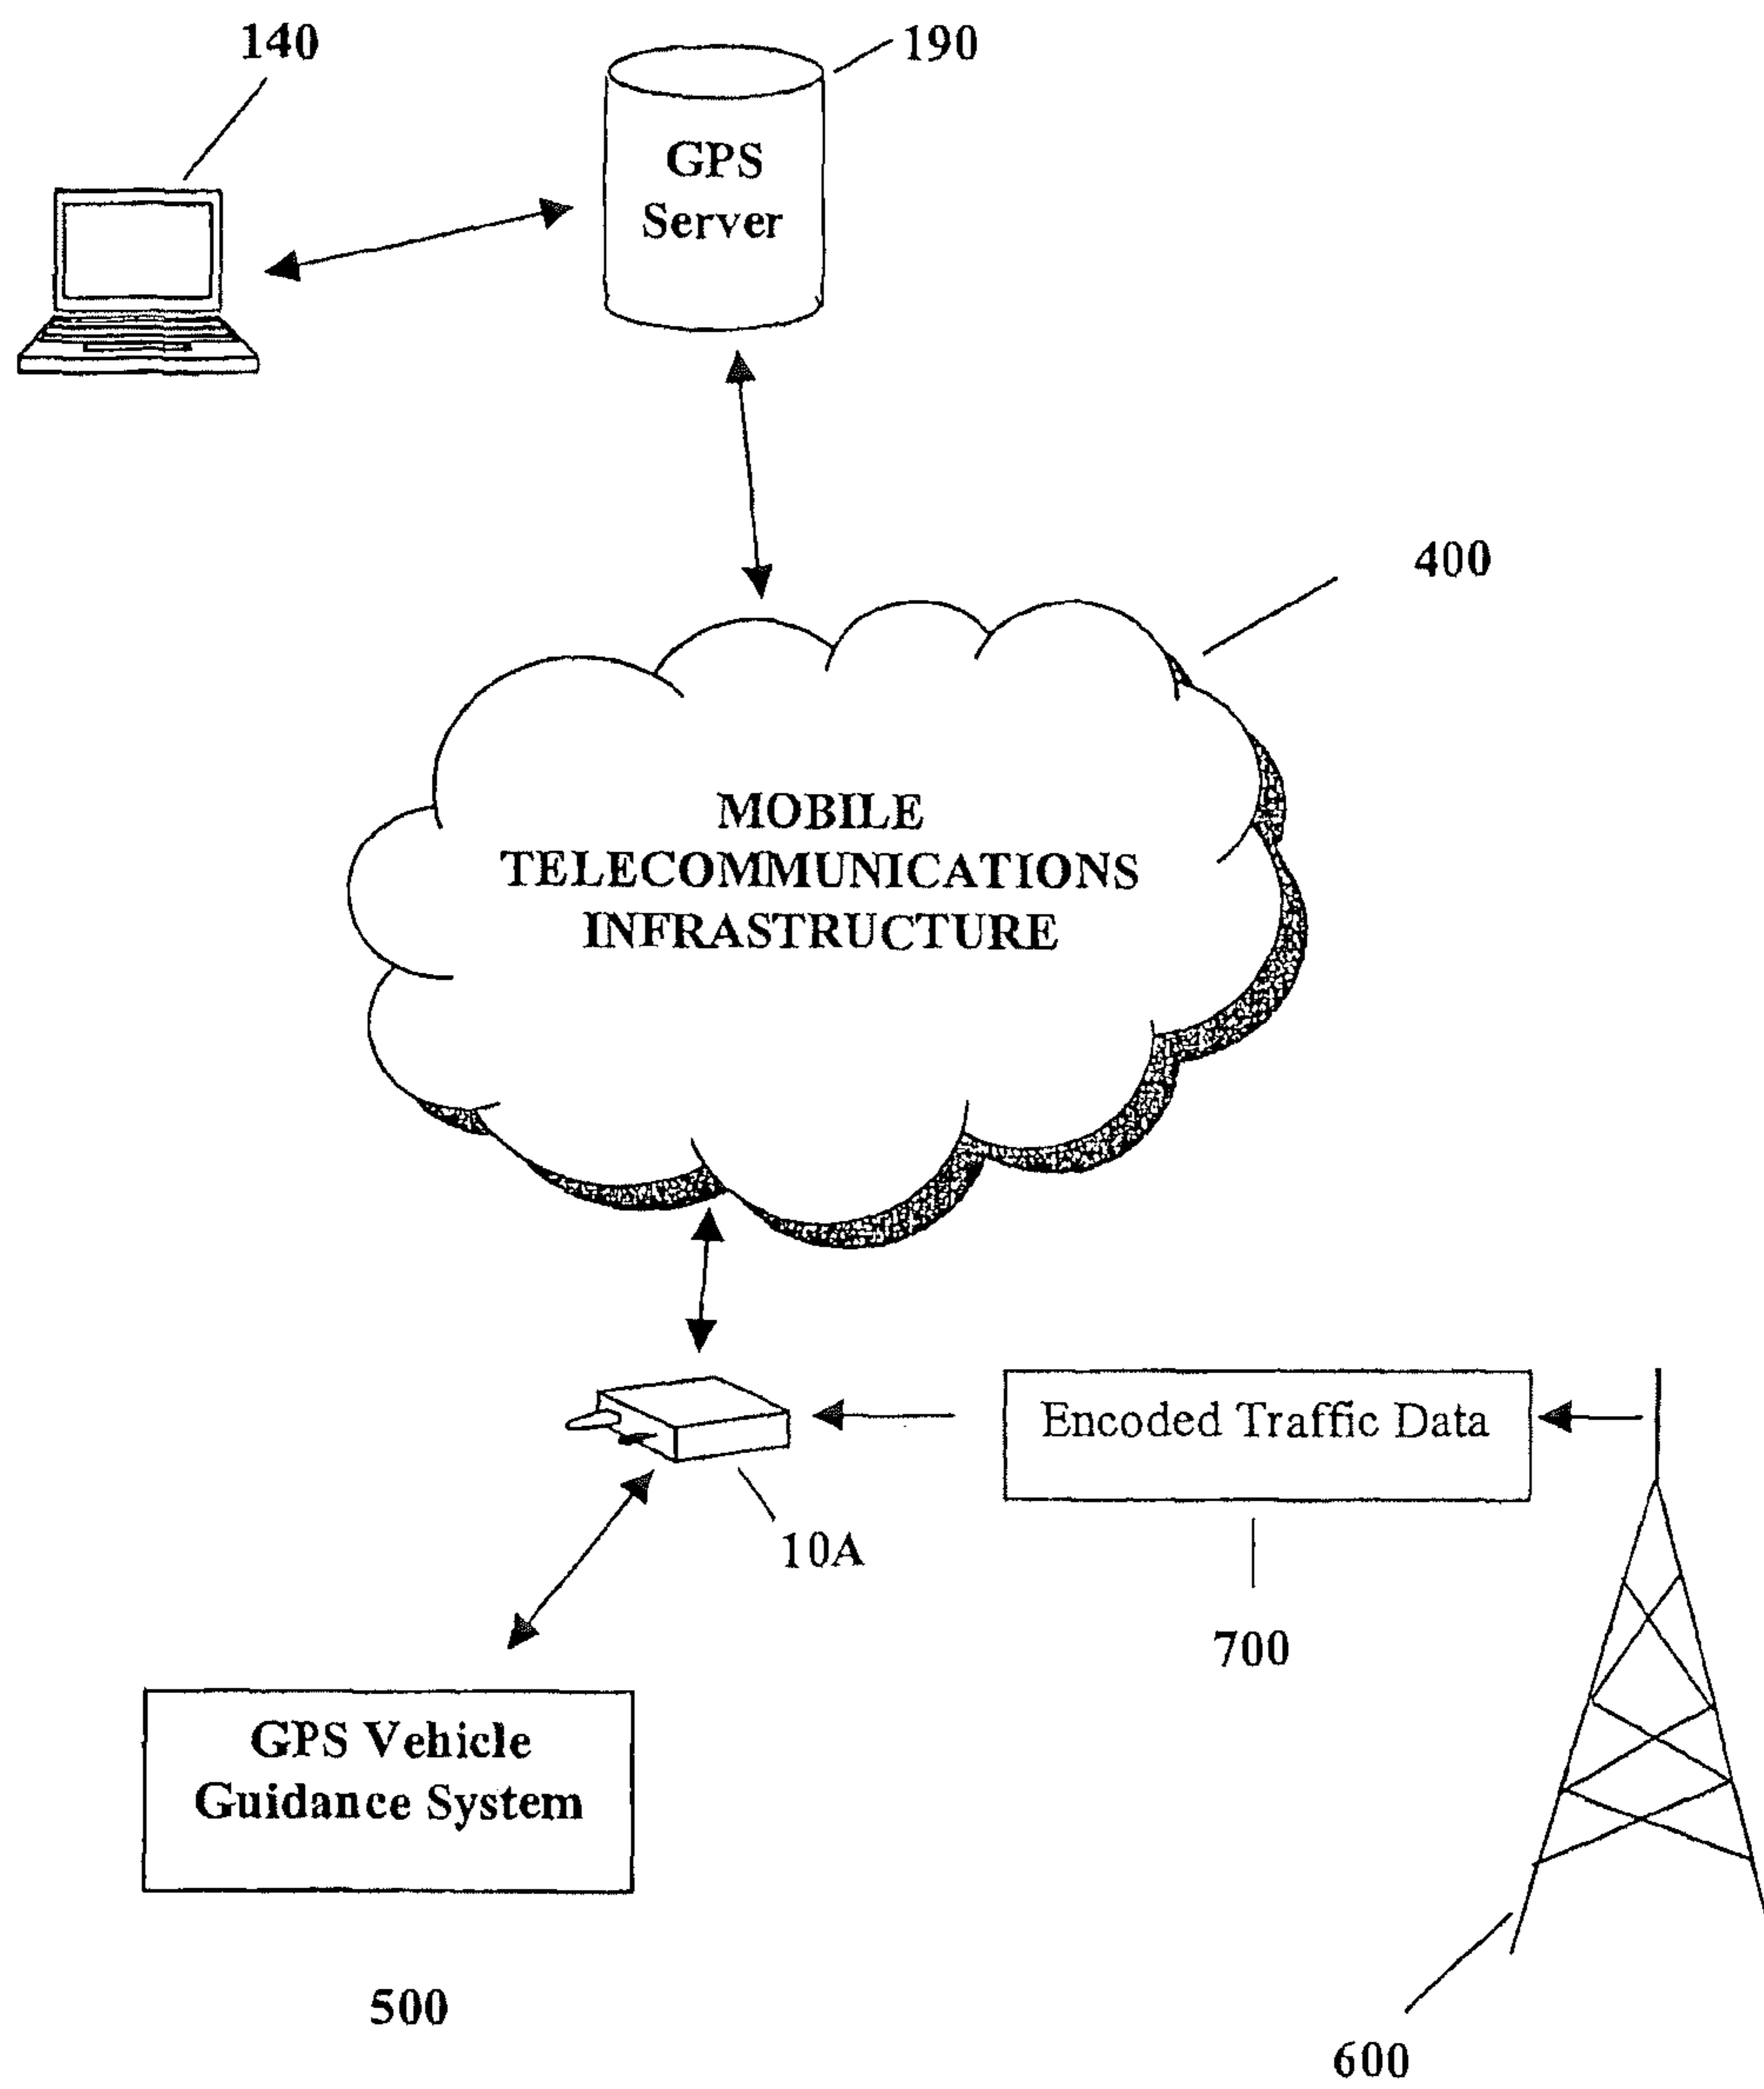 140
190
GPS
Server
400
MOBILE
TELECOMMUNICATIONS
INFRASTRUCTURE
Encoded Traffic Data
10A
700
GPS Vehicle
Guidance System
500
600